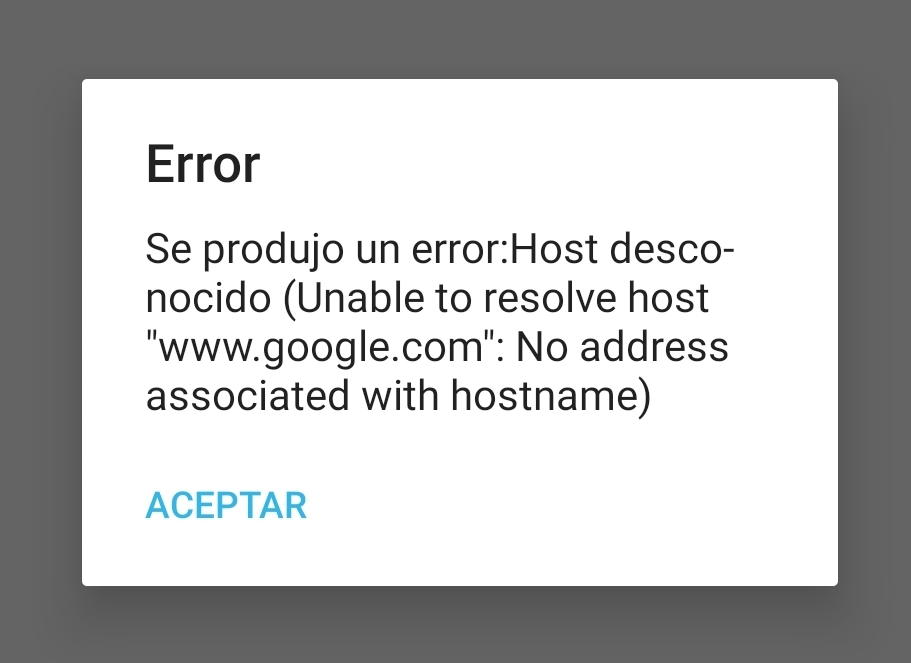 Error
Se produjo un error:Host desco-
nocido (Unable to resolve host
"www.google.com": No address
associated with hostname)
ACEPTAR